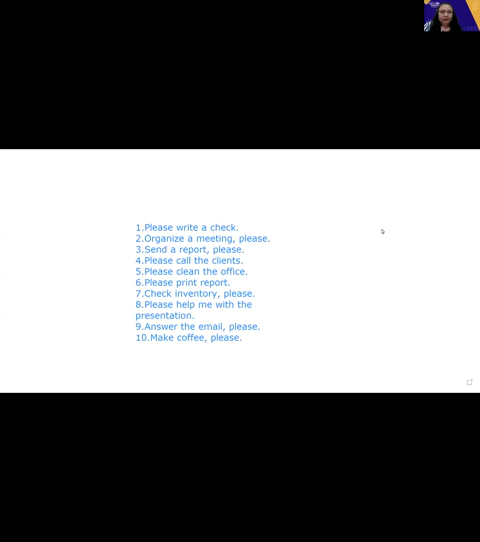 1.Please write a check.
2.Organize a meeting, please.
3.Send a report, please.
4.Please call the clients.
5.Please clean the office.
6.Please print report.
7.Check inventory, please.
8.Please help me with the
presentation.
9.Answer the email, please.
10.Make coffee, please.